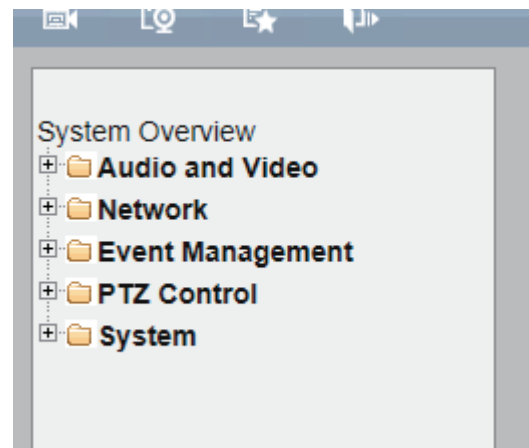 System Overview
Audio and Video
Network
Event Management
PTZ Control
System